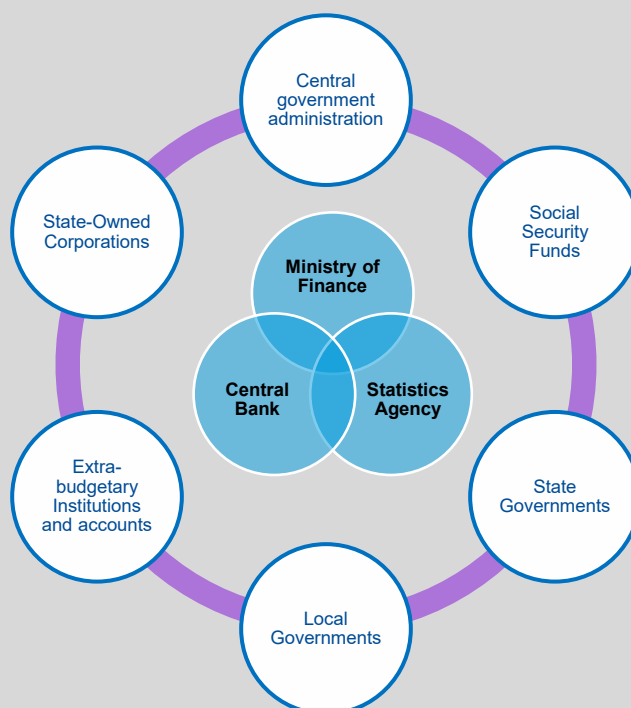 Central
government
administration
State-Owned
Corporations
Social
Security
Funds
Ministry of
Finance
Central
Bank
Statistics
Agency
Extra-
budgetary
Institutions
and accounts
State
Governments
Local
Governments